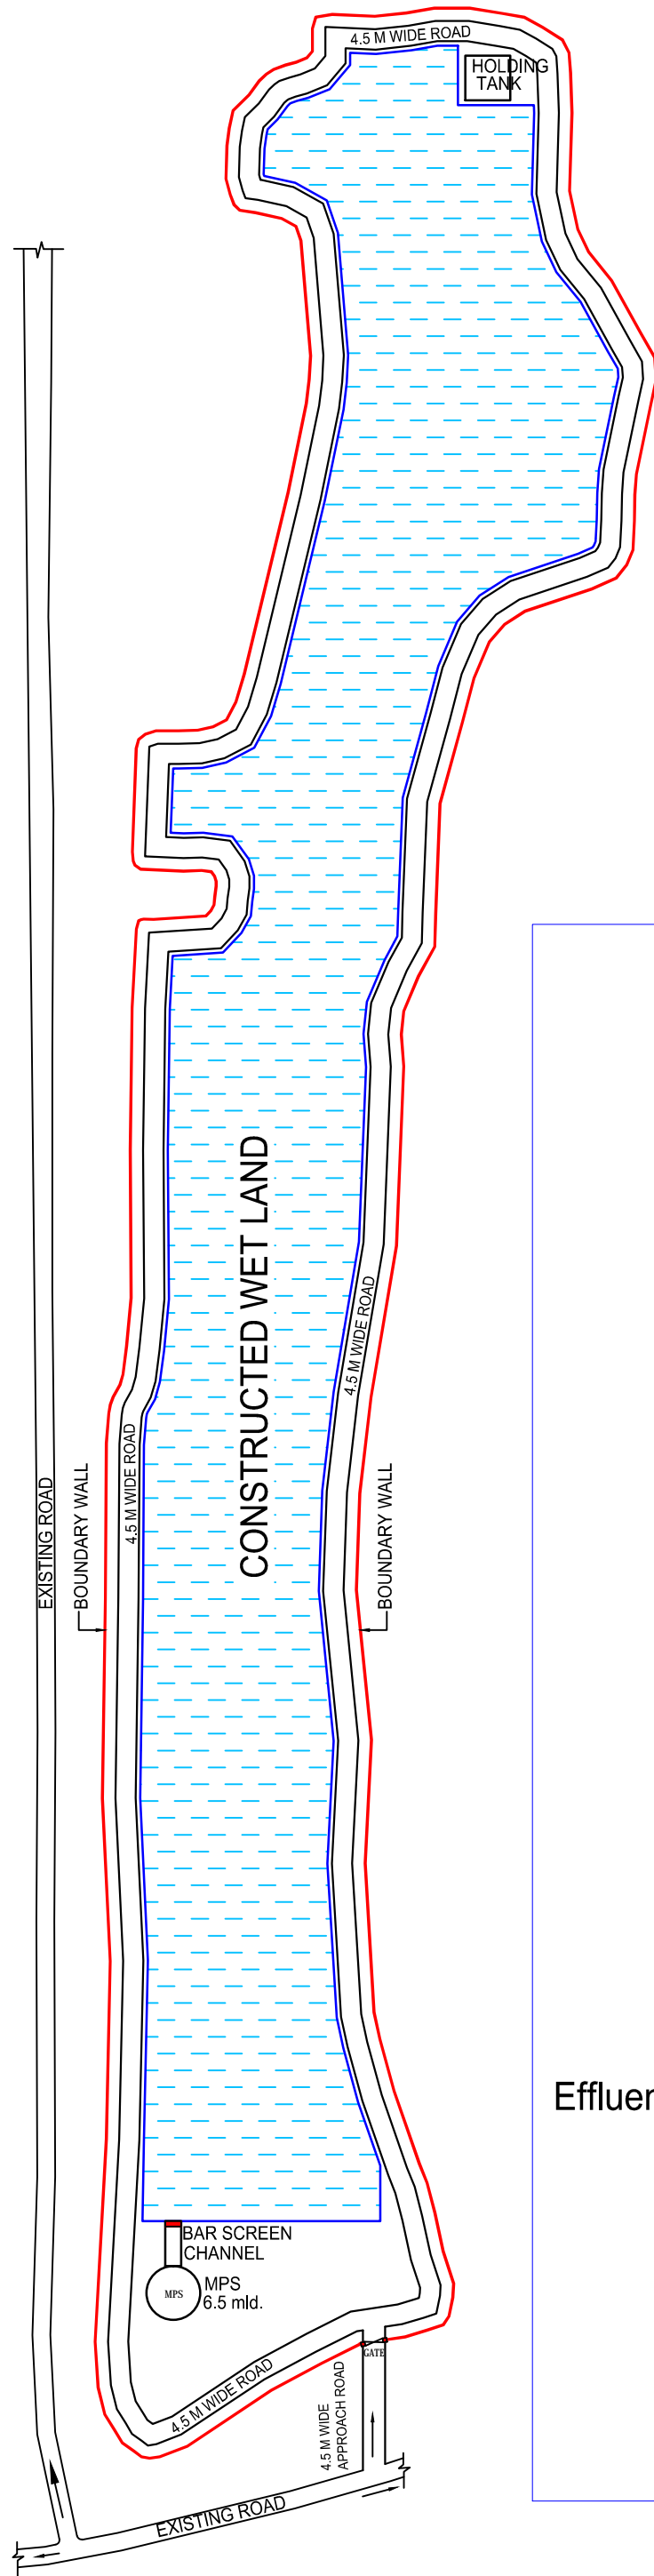 4.5 M WIDE ROAD
HOLDING
TANK
CONSTRUCTED WET LAND
4.5 M WIDE ROAD
4.5 M WIDE ROAD
EXISTING ROAD
BOUNDARY WALL
BOUNDARY WALL
Effluen
BAR SCREEN
CHANNEL
MPS
MPS
6.5 mld.
GATE
4.5 M WIDE ROAD
4.5 M WIDE
APPROACH ROAD
EXISTING ROAD